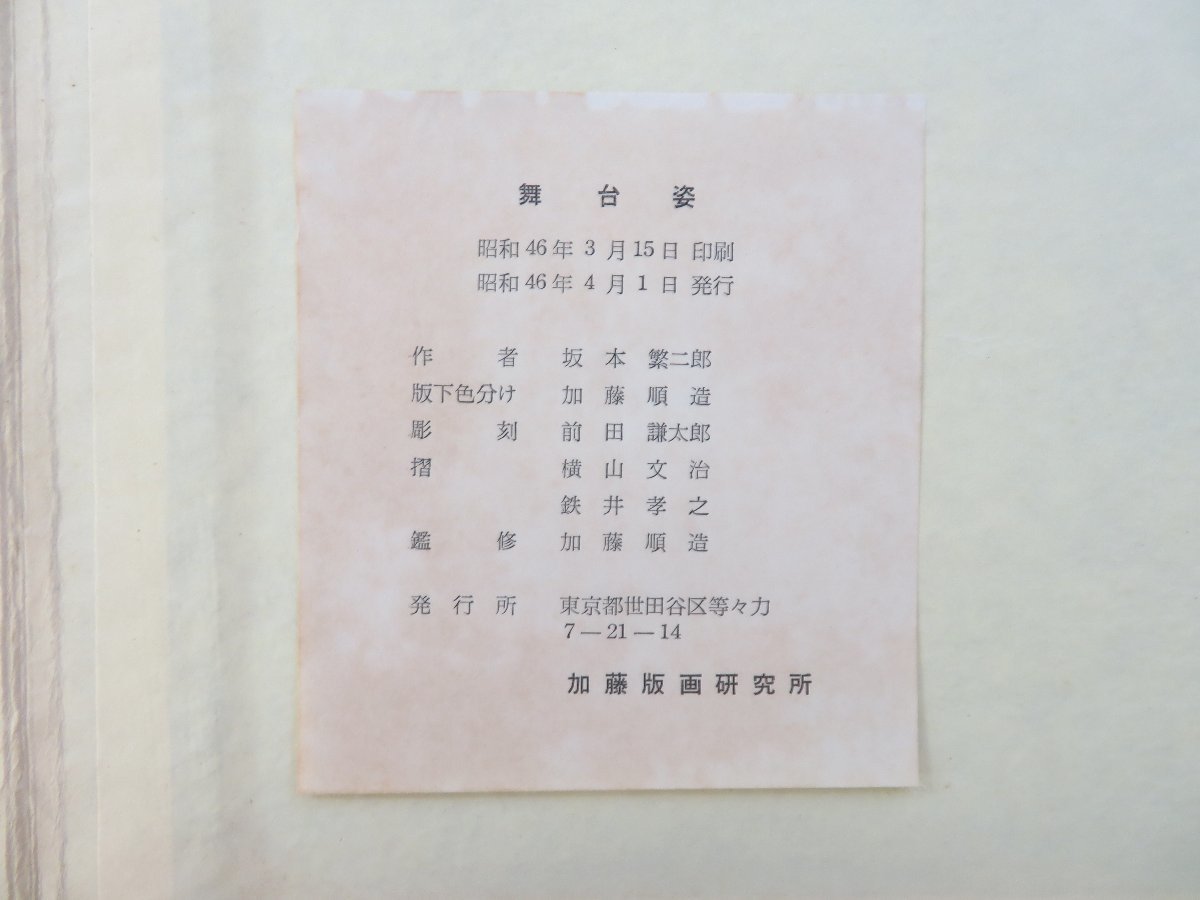 舞台姿
昭和46年3月15日 印刷
昭和46年4月1日 発行
作者 坂本繁二郎
版下色分け 加藤順造
彫刻 前田謙太郎
摺 横山文治
鉄井孝之
鑑修 加藤順造
発行所 東京都世田谷区等々力
7―21―14
加藤版画研究所